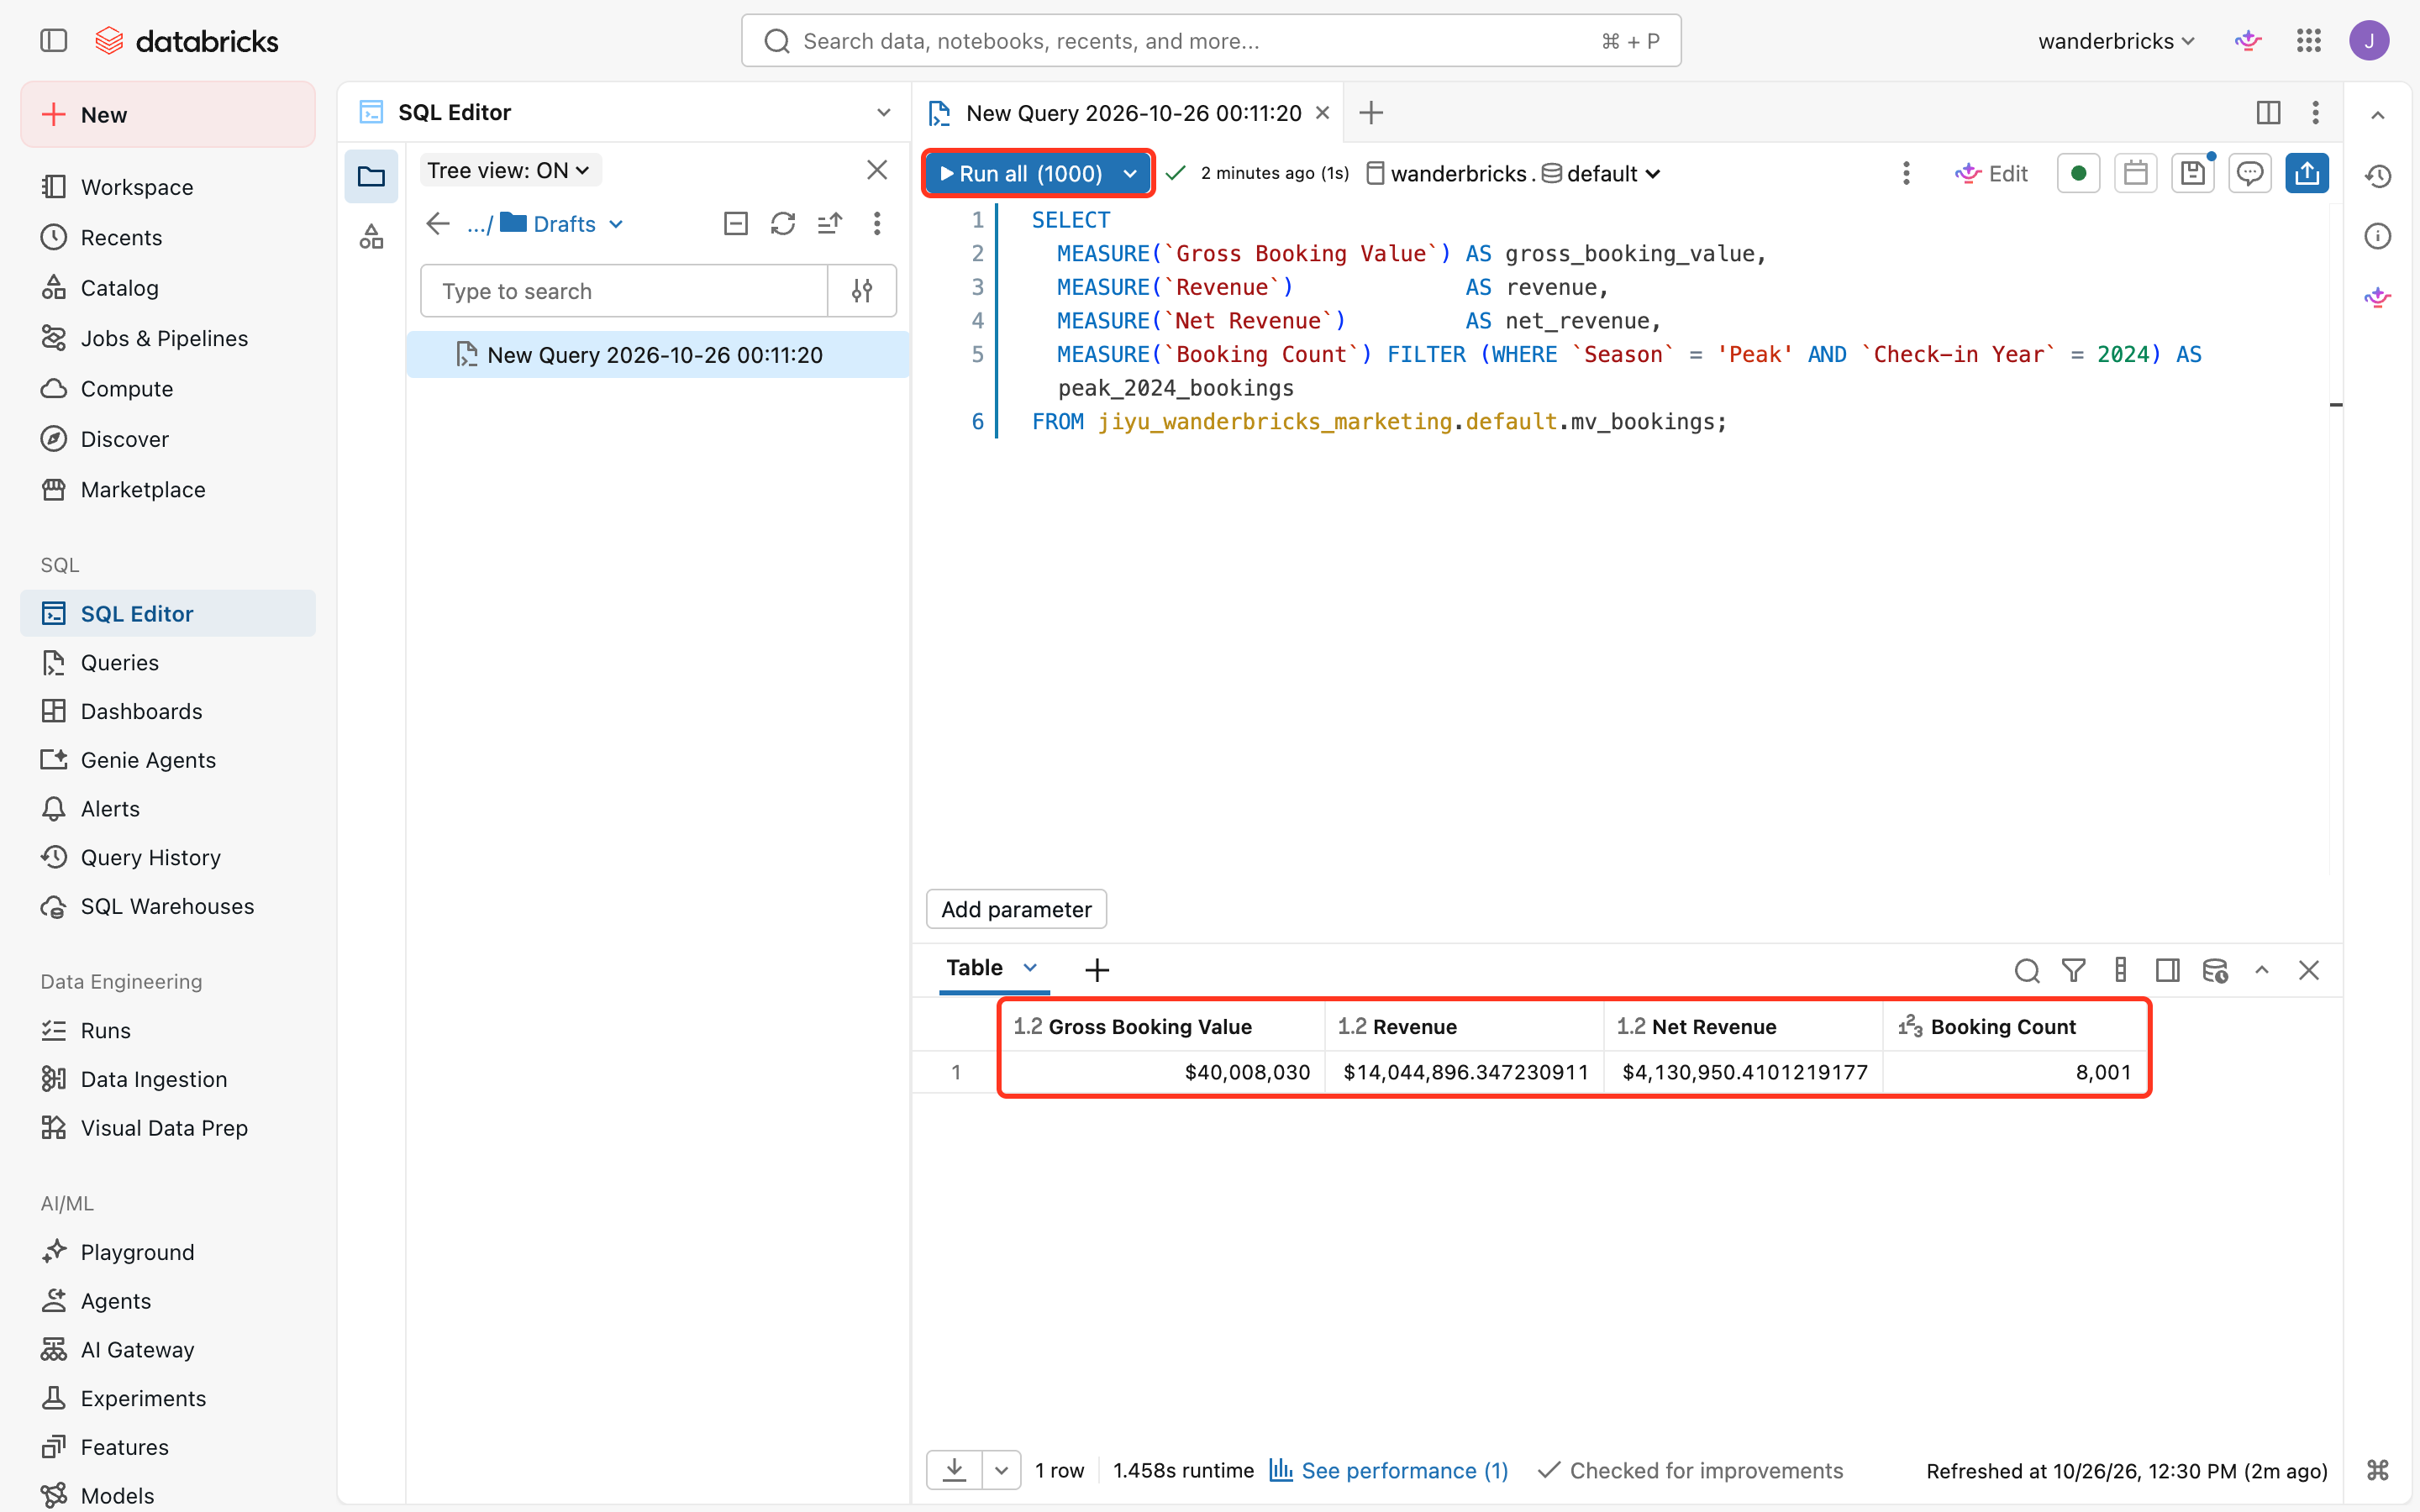 databricks
Search data, notebooks, recents, and more...
⌘ + P
wanderbricks
J
New
Workspace
Recents
Catalog
Jobs & Pipelines
Compute
Discover
Marketplace
SQL
SQL Editor
Queries
Dashboards
Genie Agents
Alerts
Query History
SQL Warehouses
Data Engineering
Runs
Data Ingestion
Visual Data Prep
AI/ML
Playground
Agents
AI Gateway
Experiments
Features
Models
SQL Editor
Tree view: ON
.../ Drafts
Type to search
New Query 2026-10-26 00:11:20
New Query 2026-10-26 00:11:20
Run all (1000)
2 minutes ago (1s)
wanderbricks . default
Edit
1 SELECT
2 MEASURE(`Gross Booking Value`) AS gross_booking_value,
3 MEASURE(`Revenue`) AS revenue,
4 MEASURE(`Net Revenue`) AS net_revenue,
5 MEASURE(`Booking Count`) FILTER (WHERE `Season` = 'Peak' AND `Check-in Year` = 2024) AS
peak_2024_bookings
6 FROM jiyu_wanderbricks_marketing.default.mv_bookings;
Add parameter
Table
1.2 Gross Booking Value 1.2 Revenue 1.2 Net Revenue 123 Booking Count
1 $40,008,030 $14,044,896.347230911 $4,130,950.4101219177 8,001
1 row
1.458s runtime
See performance (1)
Checked for improvements
Refreshed at 10/26/26, 12:30 PM (2m ago)